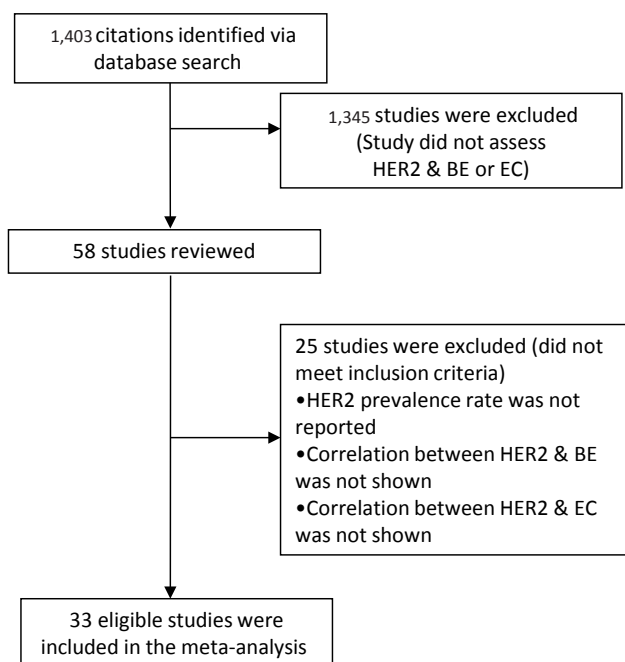 1,403 citations identified via
database search
1,345 studies were excluded
(Study did not assess
HER2 & BE or EC)
58 studies reviewed
25 studies were excluded (did not
meet inclusion criteria)
•HER2 prevalence rate was not
reported
•Correlation between HER2 & BE
was not shown
•Correlation between HER2 & EC
was not shown
33 eligible studies were
included in the meta-analysis